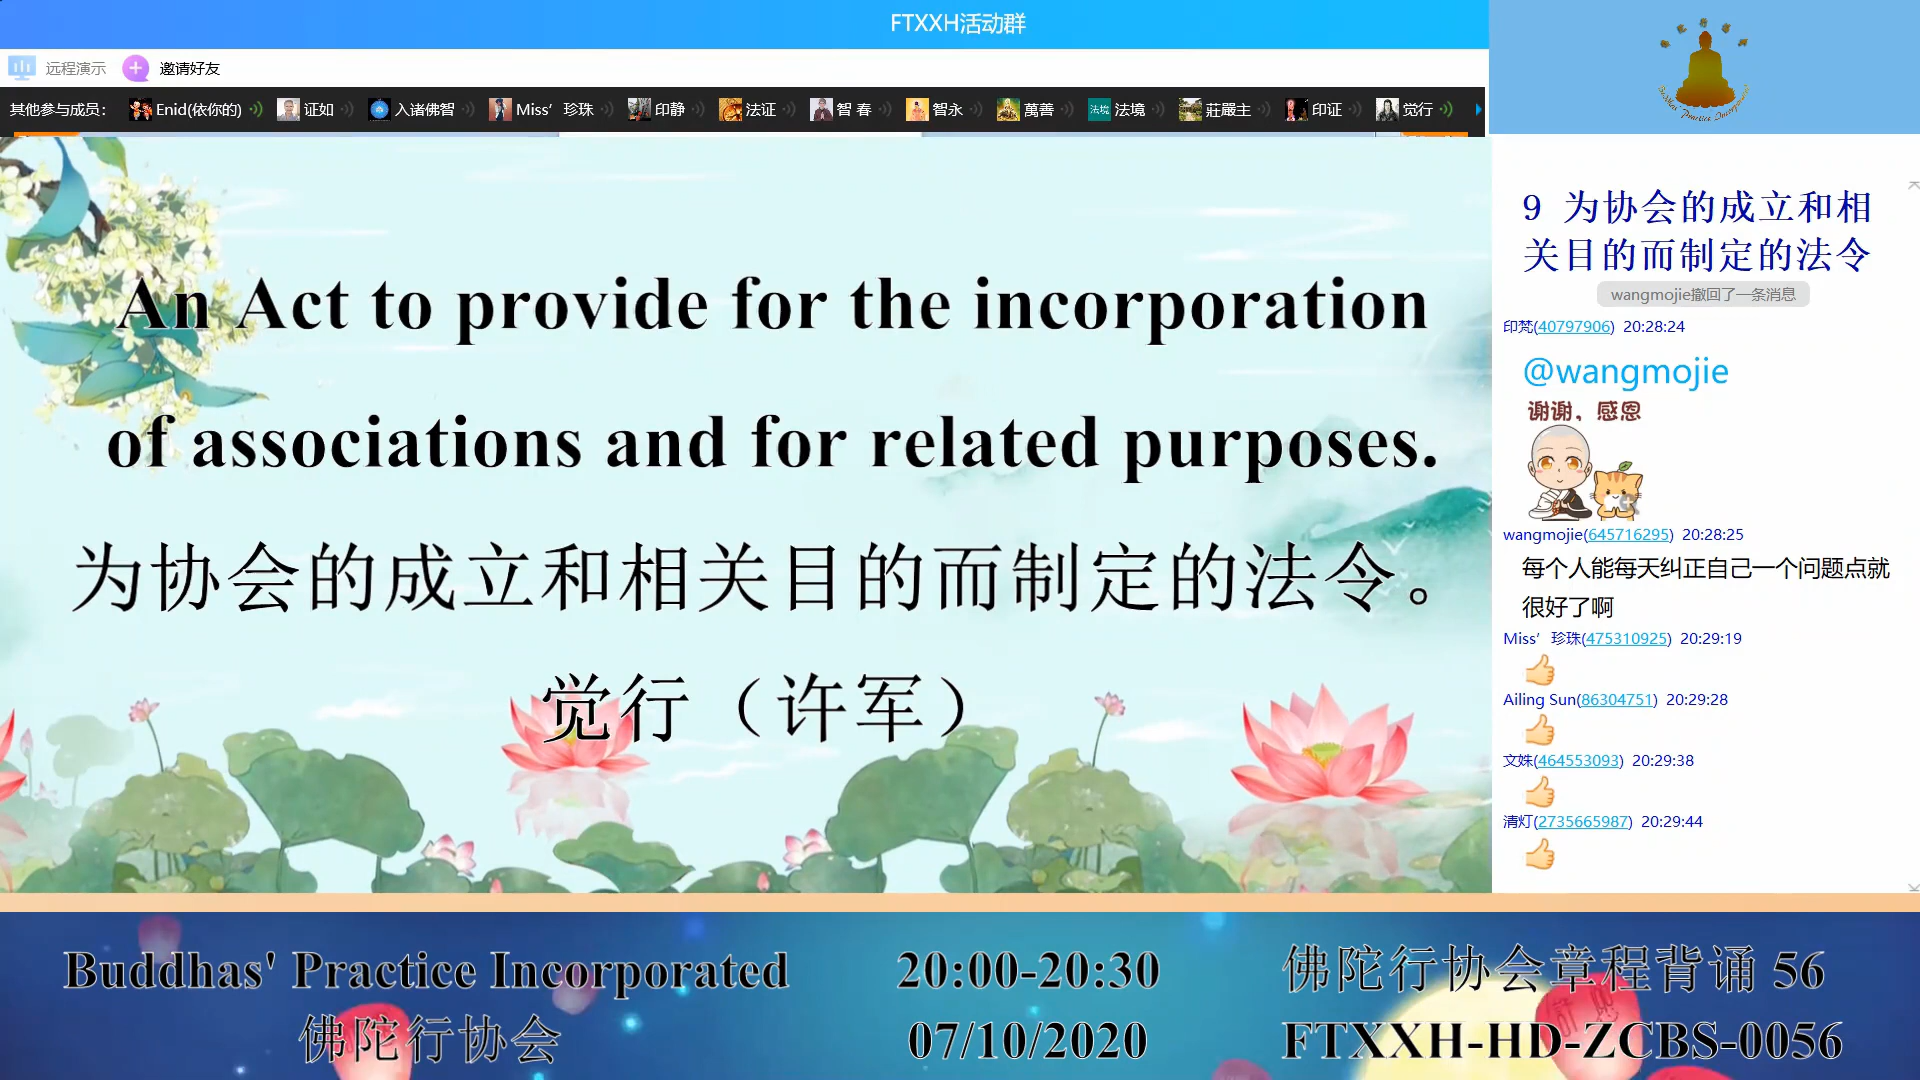 FTXXH活动群
远程演示 邀请好友
其他参与成员: Enid(依你的) 证如 入诸佛智 Miss’ 珍珠 印静 法证 智 春 智永 萬善 法境 法境 莊嚴主 印证 觉行
An Act to provide for the incorporation
of associations and for related purposes.
为协会的成立和相关目的而制定的法令。
觉行（许军）
Buddhas' Practice Incorporated
9 为协会的成立和相
关目的而制定的法令
wangmojie撤回了一条消息
印梵(40797906) 20:28:24
@wangmojie
谢谢，感恩
wangmojie(645716295) 20:28:25
每个人能每天纠正自己一个问题点就
很好了啊
Miss’ 珍珠(475310925) 20:29:19
Ailing Sun(86304751) 20:29:28
文姝(464553093) 20:29:38
清灯(2735665987) 20:29:44
Buddhas' Practice Incorporated
佛陀行协会
20:00-20:30
07/10/2020
佛陀行协会章程背诵 56
FTXXH-HD-ZCBS-0056